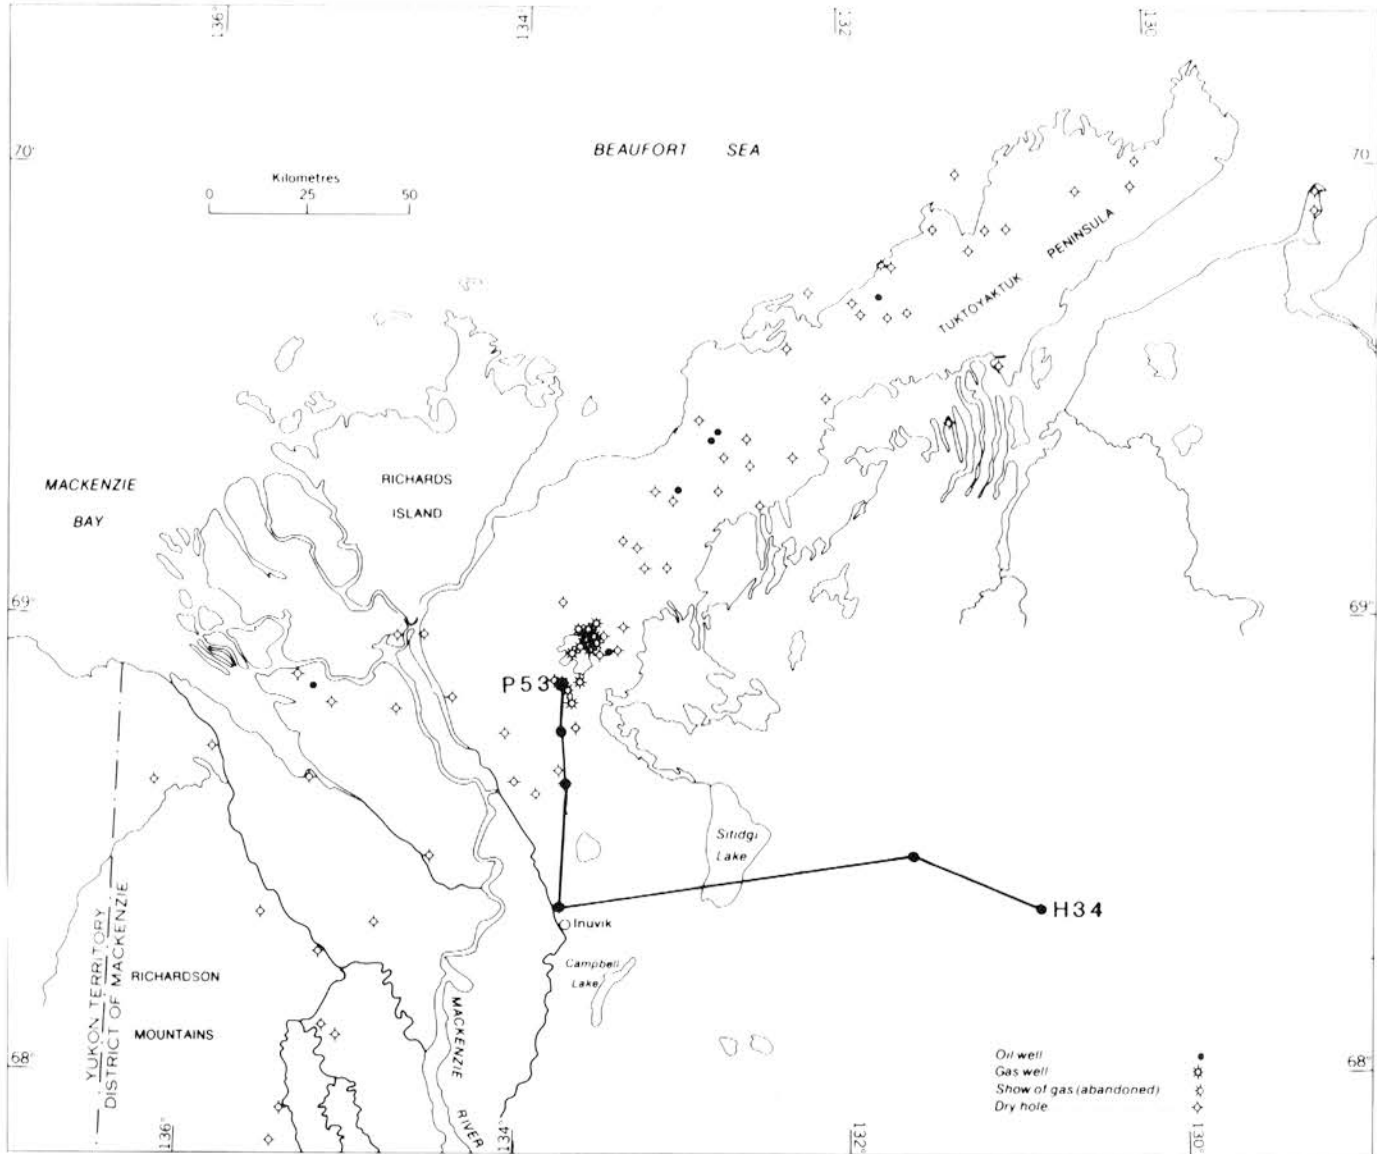 136°
134°
132
130
BEAUFORT SEA
70°
70
Kilometres
0 25 50
TUKTOYAKTUK PENINSULA
MACKENZIE
BAY
RICHARDS
ISLAND
69°
69°
P53
Sitidgi
Lake
H34
Inuvik
Campbell
Lake
YUKON TERRITORY
DISTRICT OF MACKENZIE
RICHARDSON
MOUNTAINS
MACKENZIE RIVER
Oil well
Gas well
Show of gas (abandoned)
Dry hole
68°
68°
136°
134°
132°
130°